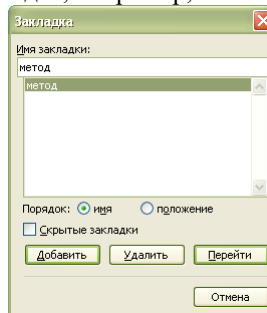 Закладка
Имя закладки:
метод
метод
Порядок: имя положение
Скрытые закладки
Добавить Удалить Перейти
Отмена